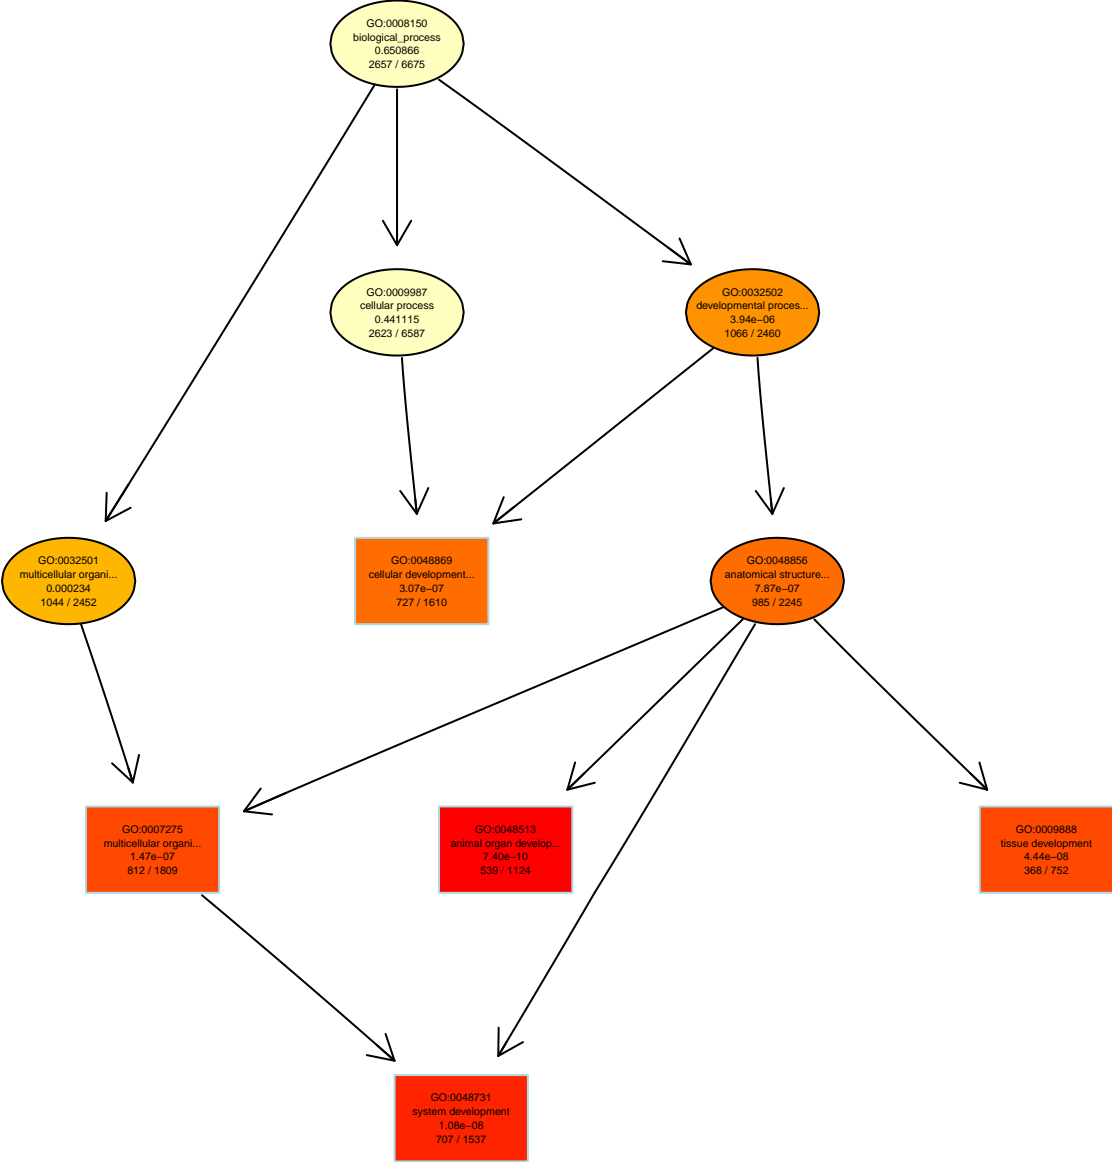 GO:0008150
biological_process
0.650866
2657 / 6675
GO:0009987
cellular process
0.441115
2623 / 6587
GO:0032502
developmental proces...
3.94e−06
1066 / 2460
GO:0032501
multicellular organi...
0.000234
1044 / 2452
GO:0048869
cellular development...
3.07e−07
727 / 1610
GO:0048856
anatomical structure...
7.87e−07
985 / 2245
GO:0007275
multicellular organi...
1.47e−07
812 / 1809
GO:0048513
animal organ develop...
7.40e−10
539 / 1124
GO:0009888
tissue development
4.44e−08
368 / 752
GO:0048731
system development
1.08e−08
707 / 1537